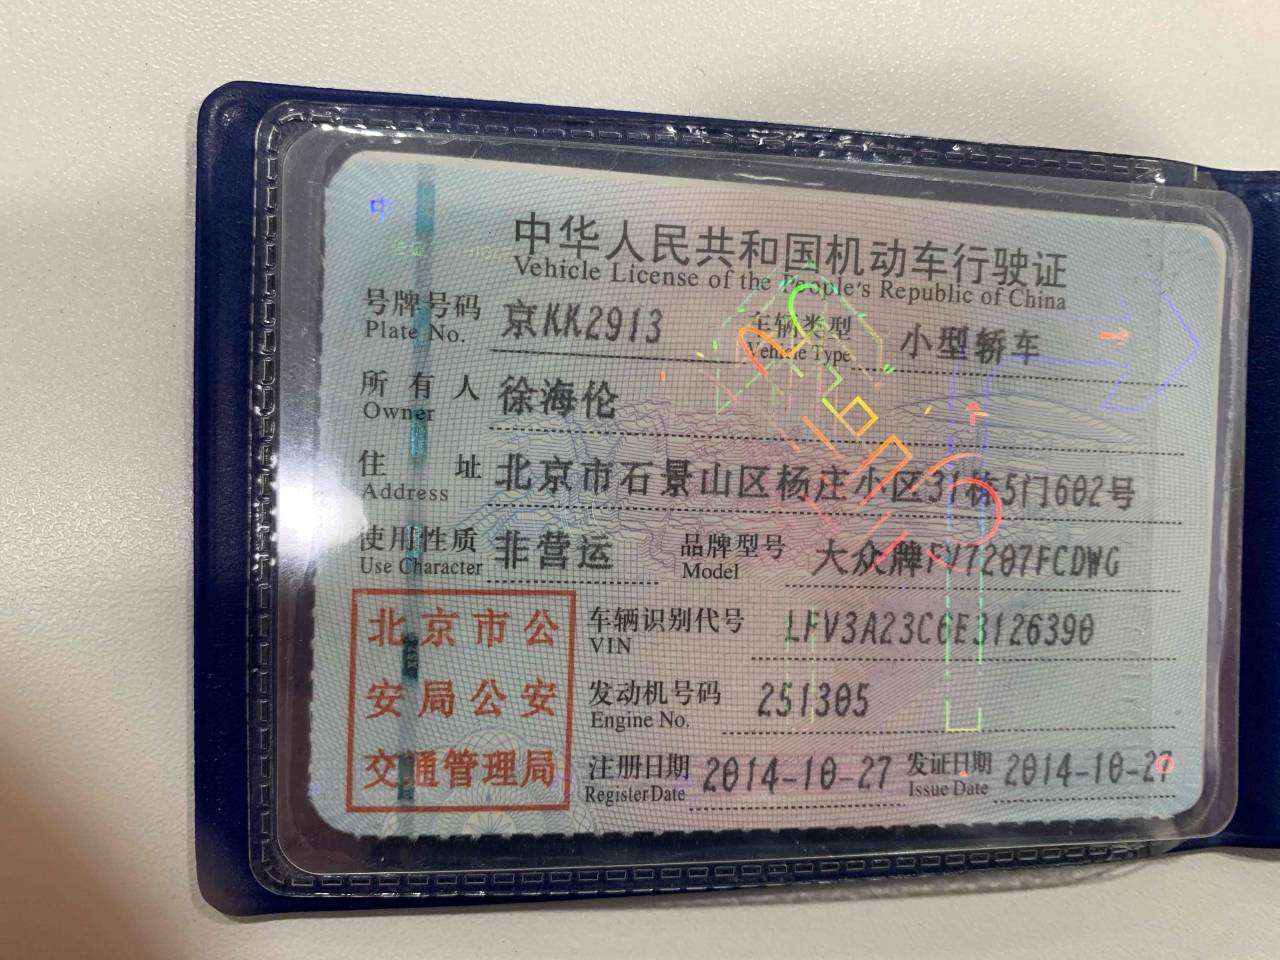 中华人民共和国机动车行驶证
Vehicle License of the People's Republic of China
号牌号码 京KK2913 车辆类型 小型轿车
Plate No. Vehicle Type
所有人 徐海伦
Owner
住址 北京市石景山区杨庄小区31栋5门602号
Address
使用性质 非营运 品牌型号 大众牌FV7207FCDWG
Use Character Model
北京市公安局公安交通管理局
车辆识别代号 LFV3A23C6E3126390
VIN
发动机号码 251305
Engine No.
注册日期 2014-10-27 发证日期 2014-10-27
Register Date Issue Date